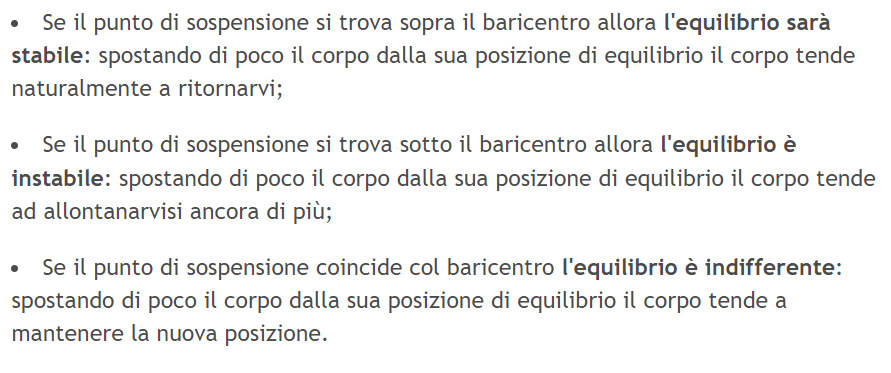 • Se il punto di sospensione si trova sopra il baricentro allora l'equilibrio sarà
stabile: spostando di poco il corpo dalla sua posizione di equilibrio il corpo tende
naturalmente a ritornarvi;
• Se il punto di sospensione si trova sotto il baricentro allora l'equilibrio è
instabile: spostando di poco il corpo dalla sua posizione di equilibrio il corpo tende
ad allontanarvisi ancora di più;
• Se il punto di sospensione coincide col baricentro l'equilibrio è indifferente:
spostando di poco il corpo dalla sua posizione di equilibrio il corpo tende a
mantenere la nuova posizione.